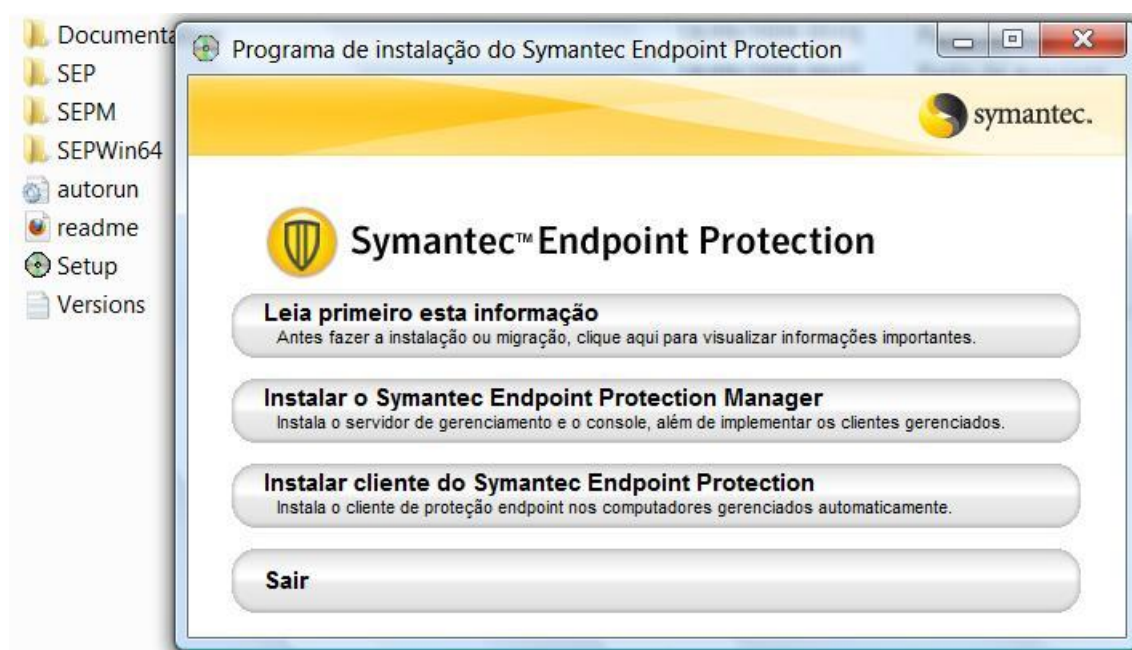 Documenta
SEP
SEPM
SEPWin64
autorun
readme
Setup
Versions
Programa de instalação do Symantec Endpoint Protection
symantec.
Symantec™ Endpoint Protection
Leia primeiro esta informação
Antes fazer a instalação ou migração, clique aqui para visualizar informações importantes.
Instalar o Symantec Endpoint Protection Manager
Instala o servidor de gerenciamento e o console, além de implementar os clientes gerenciados.
Instalar cliente do Symantec Endpoint Protection
Instala o cliente de proteção endpoint nos computadores gerenciados automaticamente.
Sair